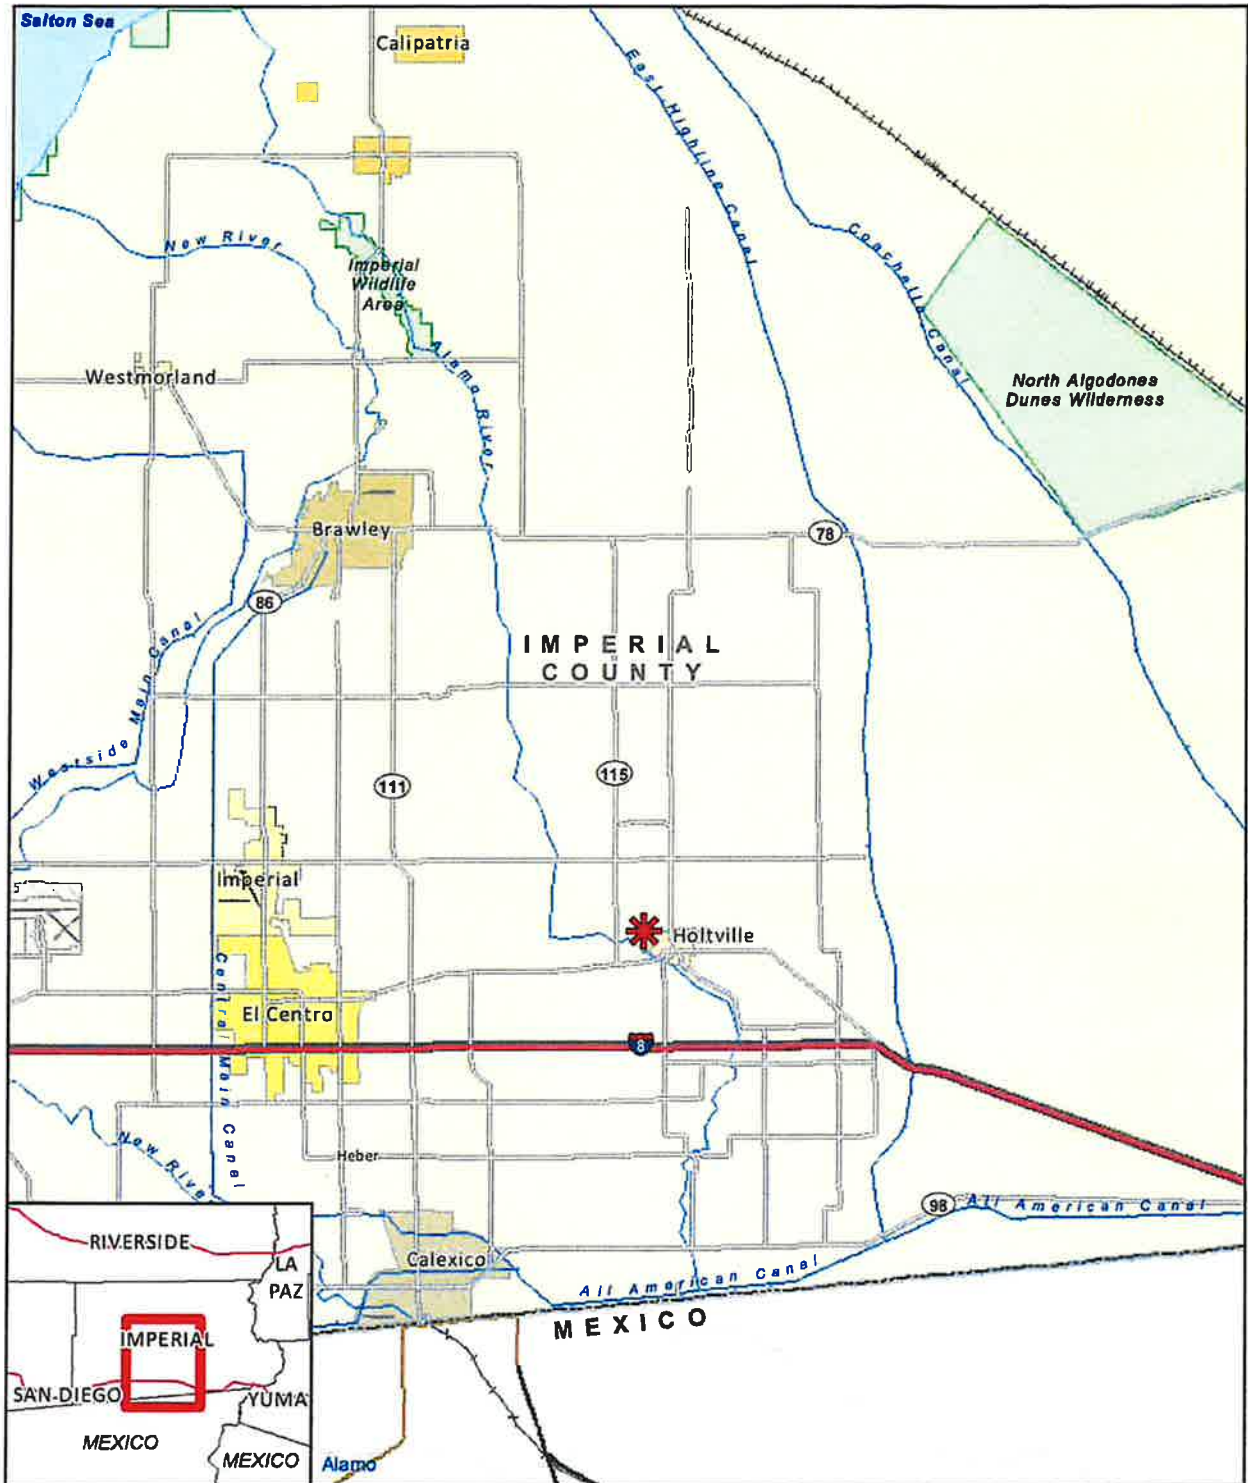 Salton Sea
Calipatria
East Highline Canal
New River
Imperial
Wildlife
Area
Coachella Canal
Westmorland
Alamo River
North Algodones
Dunes Wilderness
Brawley
78
86
IMPERIAL
COUNTY
Westside Main Canal
111
115
Imperial
Holtville
Central Main Canal
El Centro
8
New Rive
Heber
98
All American Canal
RIVERSIDE
LA
PAZ
Calexico
All American Canal
MEXICO
IMPERIAL
SAN DIEGO
YUMA
MEXICO
MEXICO
Alamo